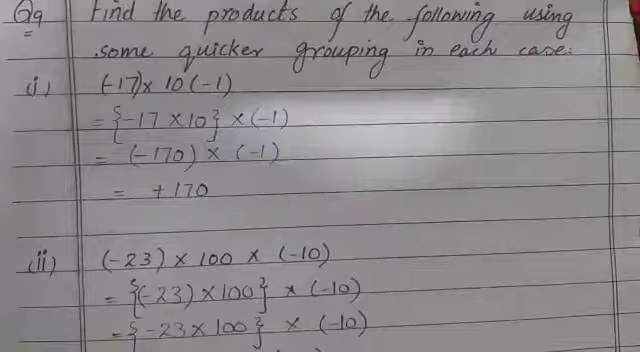 Q9 Find the products of the following using
some quicker grouping in each case.
(i) (-17) x 10 (-1)
= {-17 x 10} x (-1)
= (-170) x (-1)
= +170
(ii) (-23) x 100 x (-10)
= {(-23) x 100} x (-10)
= {-23 x 100} x (-10)